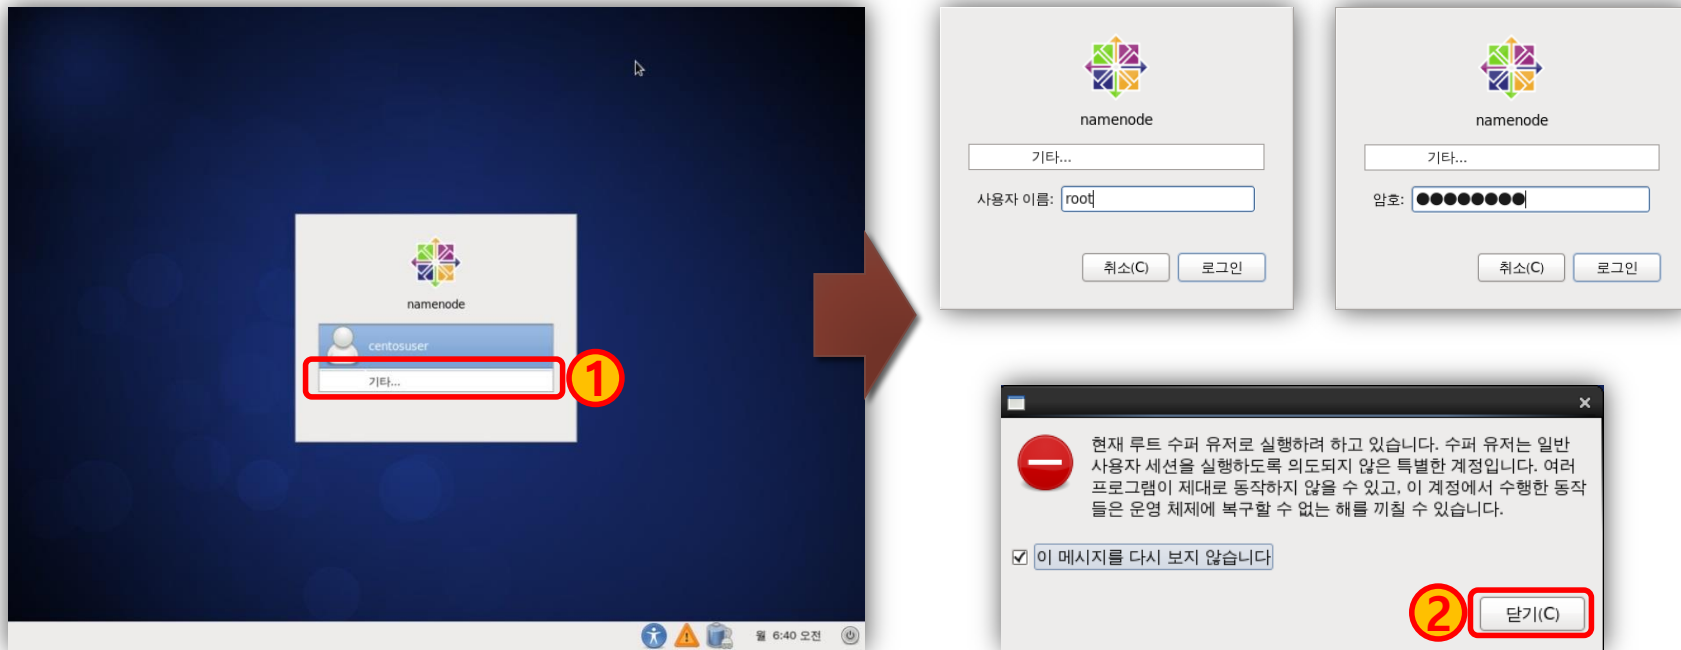 namenode
centosuser
기타...
1
월 6:40 오전
namenode
기타...
사용자 이름: root
취소(C) 로그인
namenode
기타...
암호: ●●●●●●●●
취소(C) 로그인
현재 루트 수퍼 유저로 실행하려 하고 있습니다. 수퍼 유저는 일반
사용자 세션을 실행하도록 의도되지 않은 특별한 계정입니다. 여러
프로그램이 제대로 동작하지 않을 수 있고, 이 계정에서 수행한 동작
들은 운영 체제에 복구할 수 없는 해를 끼칠 수 있습니다.
이 메시지를 다시 보지 않습니다
2
닫기(C)